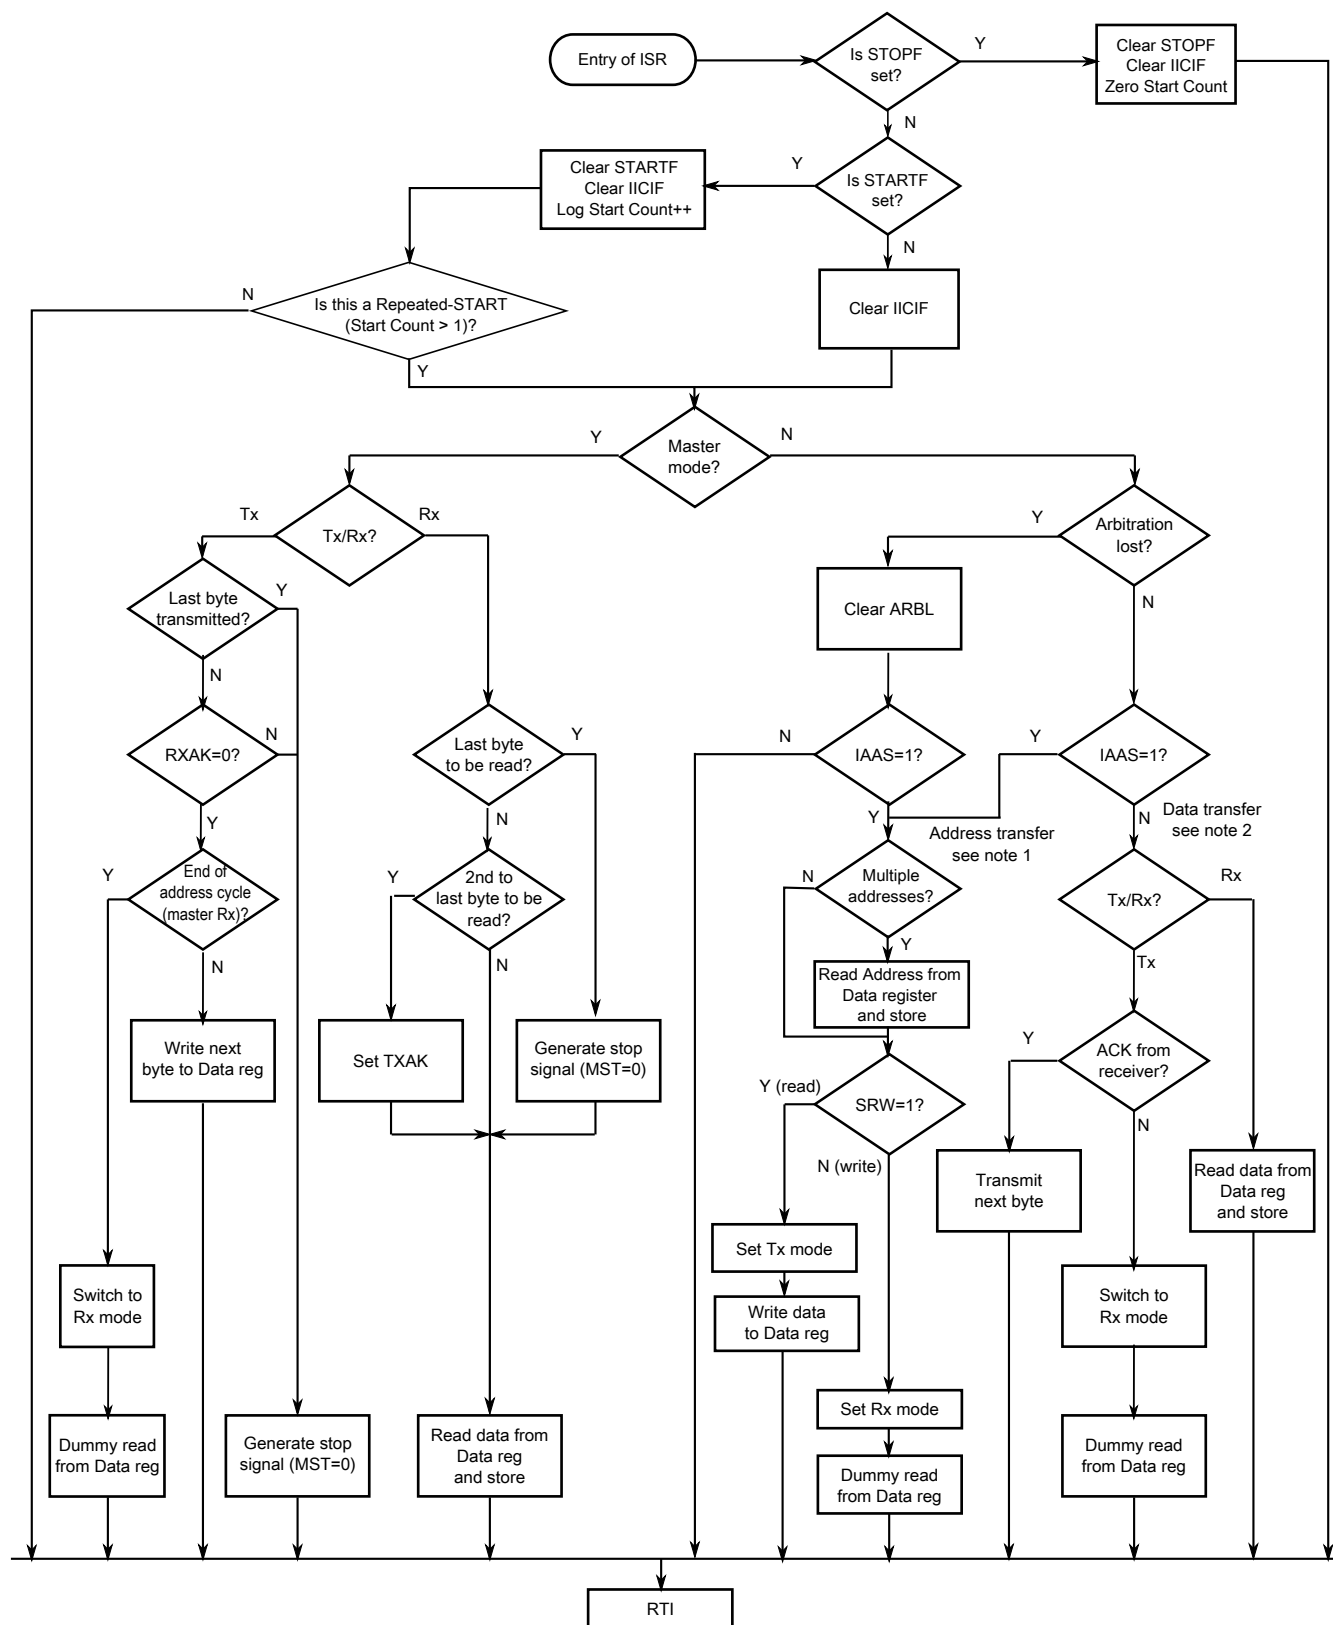 Entry of ISR
Is STOPF
set?
Y
Clear STOPF
Clear IICIF
Zero Start Count
N
Clear STARTF
Clear IICIF
Log Start Count++
Y
Is STARTF
set?
N
Clear IICIF
N
Is this a Repeated-START
(Start Count > 1)?
Y
Y
Master
mode?
N
Tx
Tx/Rx?
Rx
Y
Arbitration
lost?
N
Last byte
transmitted?
Y
N
Clear ARBL
RXAK=0?
N
Y
Last byte
to be read?
Y
N
N
IAAS=1?
Y
Y
IAAS=1?
N
Address transfer
see note 1
Data transfer
see note 2
Y
End of
address cycle
(master Rx)?
N
Y
2nd to
last byte to be
read?
N
N
Multiple
addresses?
Y
Tx/Rx?
Rx
Tx
Read Address from
Data register
and store
Write next
byte to Data reg
Set TXAK
Generate stop
signal (MST=0)
Y (read)
SRW=1?
N (write)
Y
ACK from
receiver?
N
Transmit
next byte
Read data from
Data reg
and store
Set Tx mode
Write data
to Data reg
Switch to
Rx mode
Switch to
Rx mode
Set Rx mode
Dummy read
from Data reg
Generate stop
signal (MST=0)
Read data from
Data reg
and store
Dummy read
from Data reg
Dummy read
from Data reg
RTI